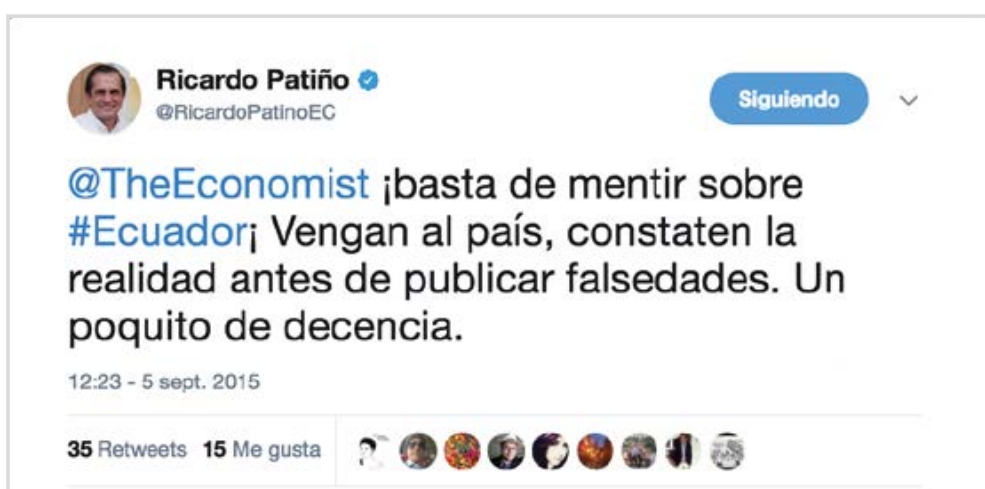 Ricardo Patiño
@RicardoPatinoEC
Siguiendo
@TheEconomist ¡basta de mentir sobre
#Ecuador¡ Vengan al país, constaten la
realidad antes de publicar falsedades. Un
poquito de decencia.
12:23 - 5 sept. 2015
35 Retweets 15 Me gusta